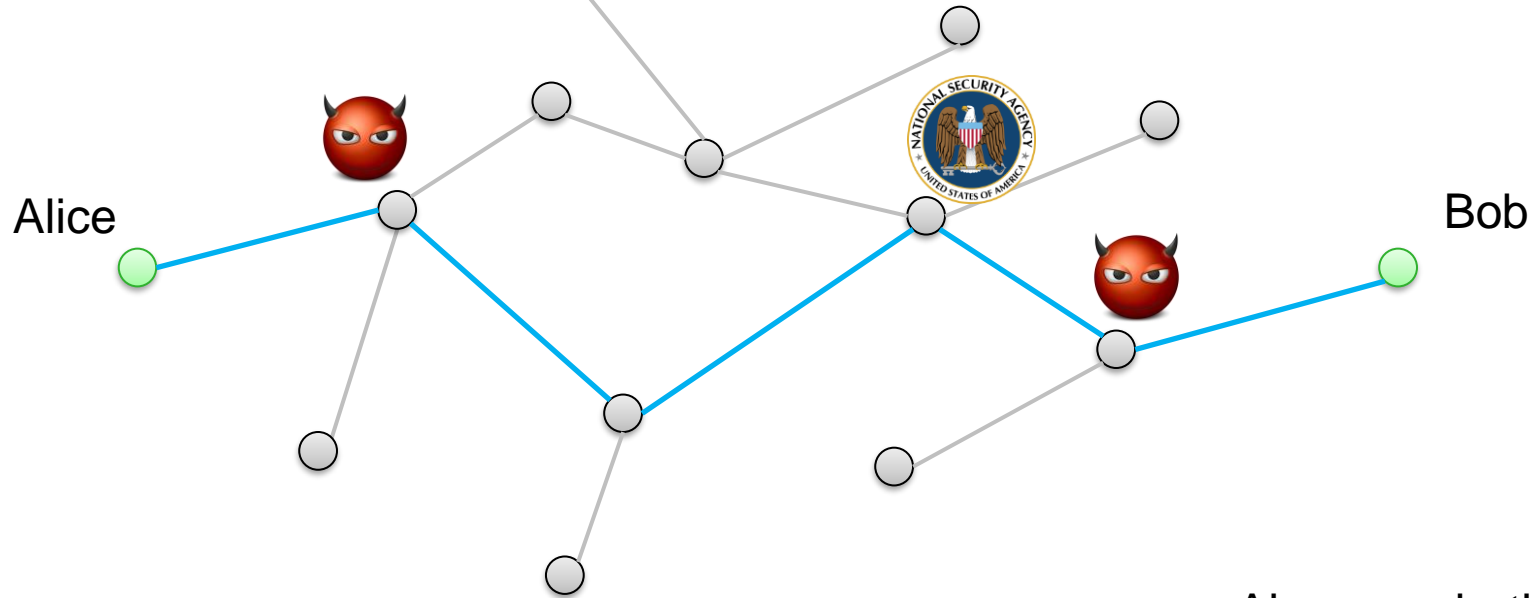 NATIONAL SECURITY AGENCY
UNITED STATES OF AMERICA
Alice
Bob